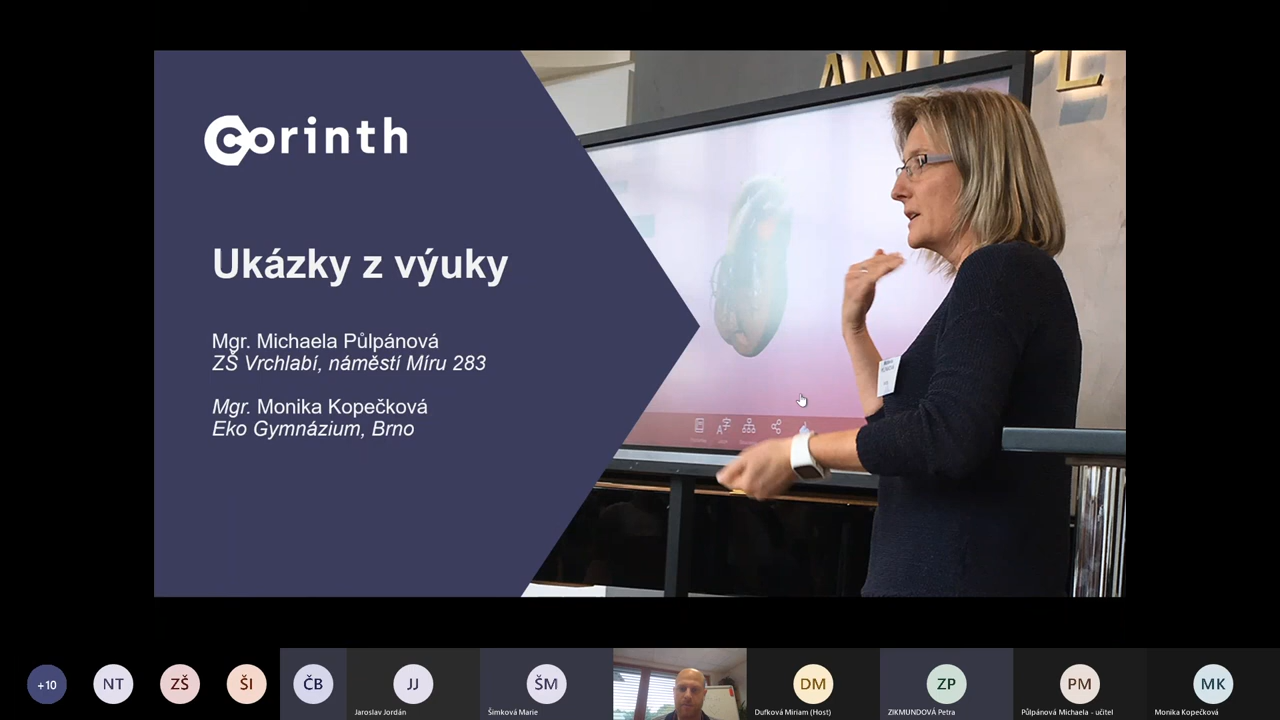 AN
corinth
Ukázky z výuky
Mgr. Michaela Půlpánová
ZŠ Vrchlabí, náměstí Míru 283
Mgr. Monika Kopečková
Eko Gymnázium, Brno
+10
NT
ZŠ
ŠI
ČB
JJ
ŠM
DM
ZP
PM
MK
Jaroslav Jordán
Šimková Marie
Dufková Miriam (Host)
ZIKMUNDOVÁ Petra
Půlpánová Michaela - učitel
Monika Kopečková